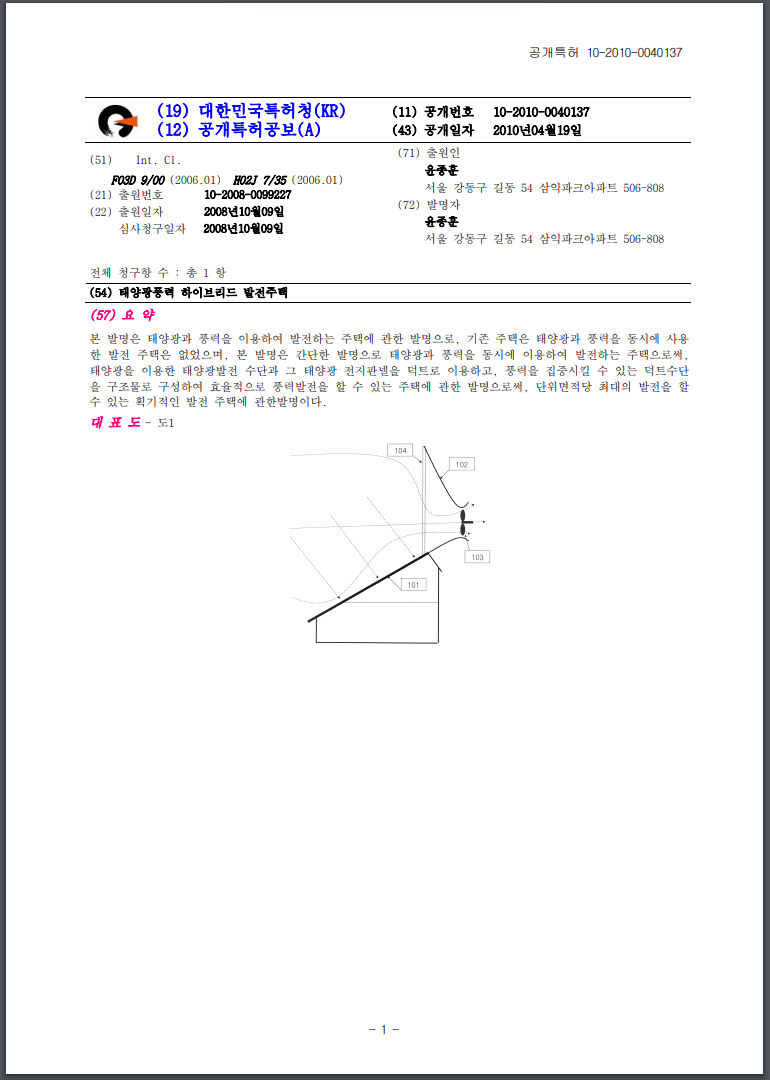 공개특허 10-2010-0040137
(19) 대한민국특허청(KR)
(12) 공개특허공보(A)
(11) 공개번호 10-2010-0040137
(43) 공개일자 2010년04월19일
(51) Int. Cl.
F03D 9/00 (2006.01) H02J 7/35 (2006.01)
(21) 출원번호 10-2008-0099227
(22) 출원일자 2008년10월09일
심사청구일자 2008년10월09일
(71) 출원인
윤종훈
서울 강동구 길동 54 삼익파크아파트 506-808
(72) 발명자
윤종훈
서울 강동구 길동 54 삼익파크아파트 506-808
전체 청구항 수 : 총 1 항
(54) 태양광풍력 하이브리드 발전주택
(57) 요 약
본 발명은 태양광과 풍력을 이용하여 발전하는 주택에 관한 발명으로, 기존 주택은 태양광과 풍력을 동시에 사용
한 발전 주택은 없었으며, 본 발명은 간단한 발명으로 태양광과 풍력을 동시에 이용하여 발전하는 주택으로써,
태양광을 이용한 태양광발전 수단과 그 태양광 전지판넬을 덕트로 이용하고, 풍력을 집중시킬 수 있는 덕트수단
을 구조물로 구성하여 효율적으로 풍력발전을 할 수 있는 주택에 관한 발명으로써, 단위면적당 최대의 발전을 할
수 있는 획기적인 발전 주택에 관한발명이다.
대 표 도 - 도1
104
102
103
101
- 1 -